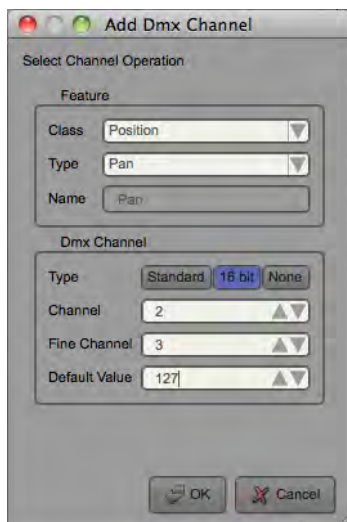 Add Dmx Channel
Select Channel Operation
Feature
Class Position
Type Pan
Name Pan
Dmx Channel
Type Standard 16 bit None
Channel 2
Fine Channel 3
Default Value 127
OK Cancel